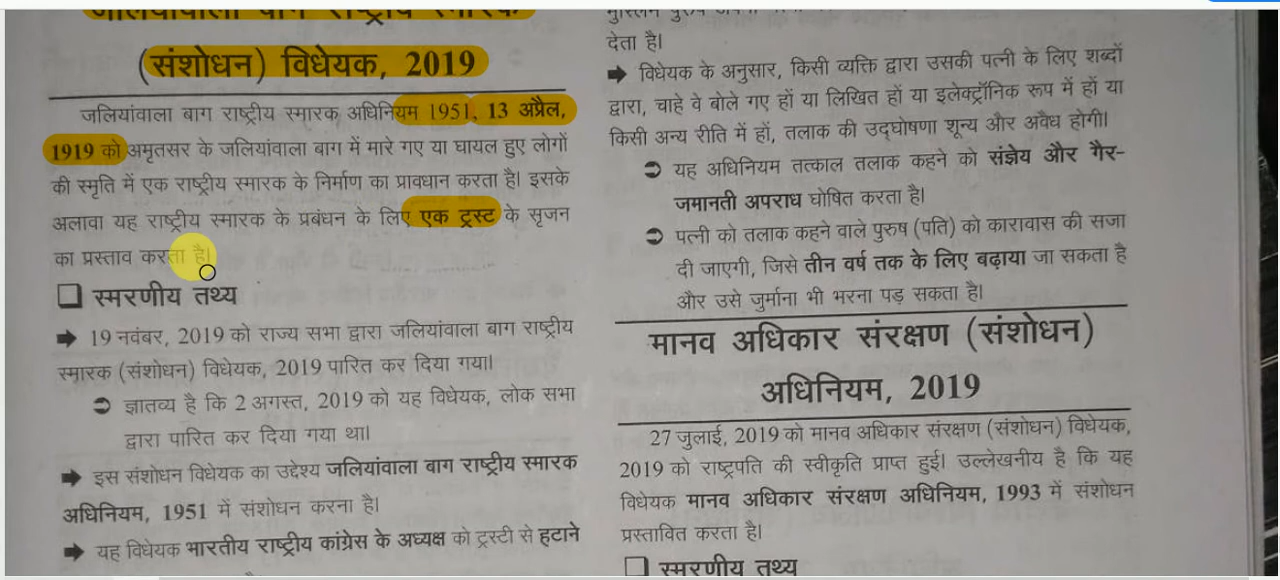 जलियांवाला बाग राष्ट्रीय स्मारक
(संशोधन) विधेयक, 2019
जलियांवाला बाग राष्ट्रीय स्मारक अधिनियम 1951, 13 अप्रैल,
1919 को अमृतसर के जलियांवाला बाग में मारे गए या घायल हुए लोगों
की स्मृति में एक राष्ट्रीय स्मारक के निर्माण का प्रावधान करता है। इसके
अलावा यह राष्ट्रीय स्मारक के प्रबंधन के लिए एक ट्रस्ट के सृजन
का प्रस्ताव करता है।
❑ स्मरणीय तथ्य
➡ 19 नवंबर, 2019 को राज्य सभा द्वारा जलियांवाला बाग राष्ट्रीय
स्मारक (संशोधन) विधेयक, 2019 पारित कर दिया गया।
➲ ज्ञातव्य है कि 2 अगस्त, 2019 को यह विधेयक, लोक सभा
द्वारा पारित कर दिया गया था।
➡ इस संशोधन विधेयक का उद्देश्य जलियांवाला बाग राष्ट्रीय स्मारक
अधिनियम, 1951 में संशोधन करना है।
➡ यह विधेयक भारतीय राष्ट्रीय कांग्रेस के अध्यक्ष को ट्रस्टी से हटाने
मुस्लिम पुरुष
देता है।
➡ विधेयक के अनुसार, किसी व्यक्ति द्वारा उसकी पत्नी के लिए शब्दों
द्वारा, चाहे वे बोले गए हों या लिखित हों या इलेक्ट्रॉनिक रूप में हों या
किसी अन्य रीति में हों, तलाक की उद्घोषणा शून्य और अवैध होगी।
➲ यह अधिनियम तत्काल तलाक कहने को संज्ञेय और गैर-
जमानती अपराध घोषित करता है।
➲ पत्नी को तलाक कहने वाले पुरुष (पति) को कारावास की सजा
दी जाएगी, जिसे तीन वर्ष तक के लिए बढ़ाया जा सकता है
और उसे जुर्माना भी भरना पड़ सकता है।
मानव अधिकार संरक्षण (संशोधन)
अधिनियम, 2019
27 जुलाई, 2019 को मानव अधिकार संरक्षण (संशोधन) विधेयक,
2019 को राष्ट्रपति की स्वीकृति प्राप्त हुई। उल्लेखनीय है कि यह
विधेयक मानव अधिकार संरक्षण अधिनियम, 1993 में संशोधन
प्रस्तावित करता है।
❑ स्मरणीय तथ्य